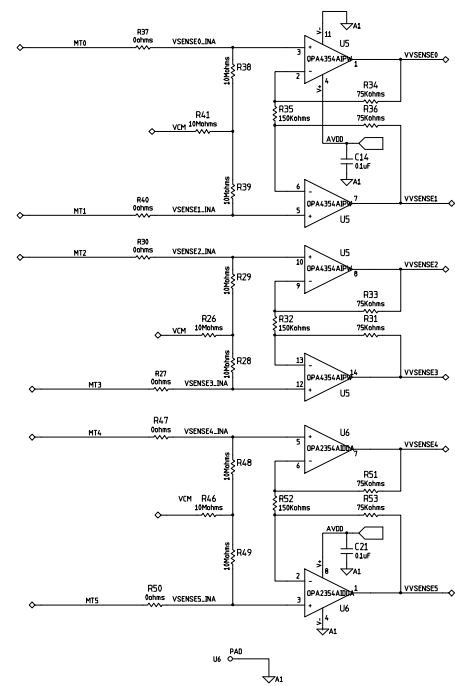 A1
R37
0ohms
MT0
VSENSE0_INA
3
+
V-
11
U5
OPA4354AIPW
1
VVSENSE0
2
-
4
V+
10Mohms
R38
R34
75Kohms
R36
75Kohms
R35
150Kohms
R41
10Mohms
VCM
AVDD
C14
0.1uF
A1
10Mohms
R39
6
-
7
OPA4354AIPW
VVSENSE1
R40
0ohms
MT1
VSENSE1_INA
5
+
U5
R30
0ohms
MT2
VSENSE2_INA
10
+
U5
OPA4354AIPW
8
VVSENSE2
9
-
10Mohms
R29
R33
75Kohms
R32
150Kohms
R31
75Kohms
R26
10Mohms
VCM
10Mohms
R28
13
-
14
OPA4354AIPW
VVSENSE3
R27
0ohms
MT3
VSENSE3_INA
12
+
U5
R47
0ohms
MT4
VSENSE4_INA
5
+
U6
OPA2354AIDDA
7
VVSENSE4
6
-
10Mohms
R48
R51
75Kohms
R52
150Kohms
R53
75Kohms
VCM
R46
10Mohms
AVDD
C21
0.1uF
A1
10Mohms
R49
V+
8
2
-
1
OPA2354AIDDA
VVSENSE5
R50
0ohms
MT5
VSENSE5_INA
3
+
U6
V-
4
A1
PAD
U6
A1